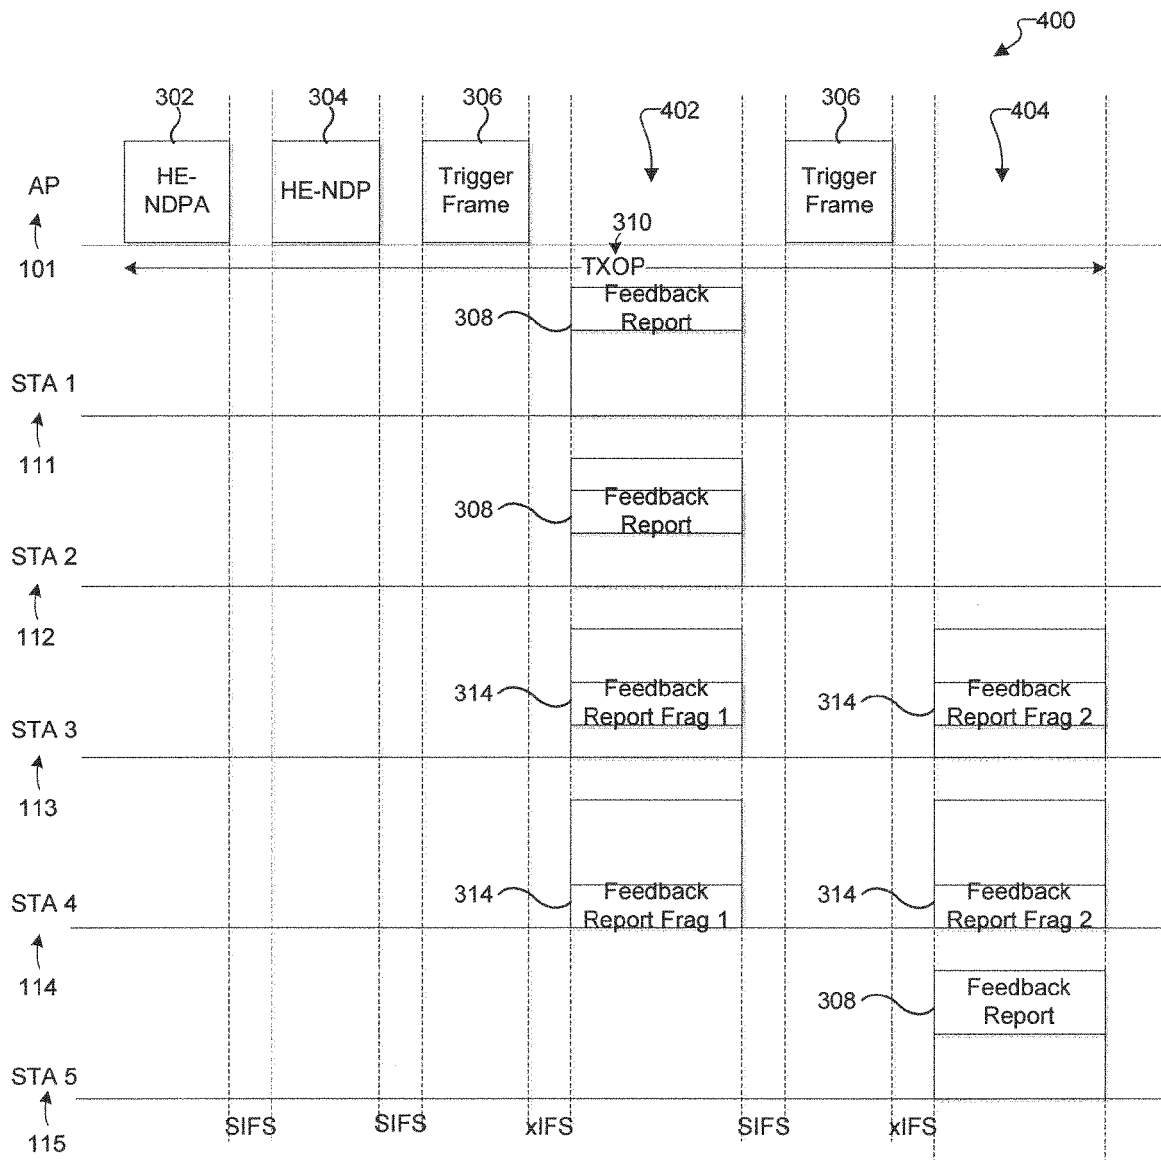 400
302
304
306
402
306
404
HE-
NDPA
HE-NDP
Trigger
Frame
Trigger
Frame
AP
310
101
TXOP
Feedback
Report
308
STA 1
111
Feedback
Report
308
STA 2
112
314
Feedback
Report Frag 1
314
Feedback
Report Frag 2
STA 3
113
314
Feedback
Report Frag 1
314
Feedback
Report Frag 2
STA 4
114
308
Feedback
Report
STA 5
SIFS
SIFS
xIFS
SIFS
xIFS
115